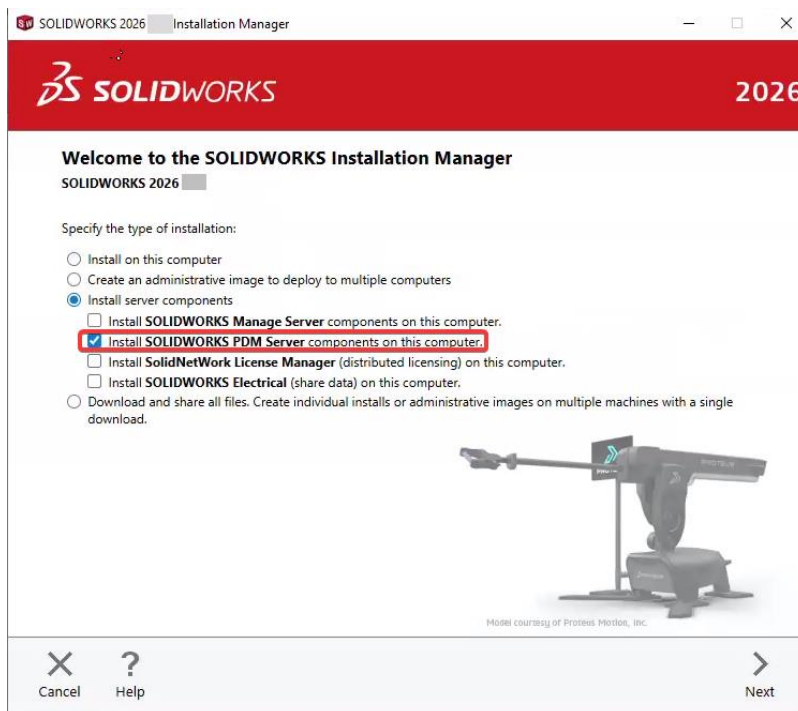 SOLIDWORKS 2026 Installation Manager
SOLIDWORKS
2026
Welcome to the SOLIDWORKS Installation Manager
SOLIDWORKS 2026
Specify the type of installation:
Install on this computer
Create an administrative image to deploy to multiple computers
Install server components
Install SOLIDWORKS Manage Server components on this computer.
Install SOLIDWORKS PDM Server components on this computer.
Install SolidNetWork License Manager (distributed licensing) on this computer.
Install SOLIDWORKS Electrical (share data) on this computer.
Download and share all files. Create individual installs or administrative images on multiple machines with a single
download.
Model courtesy of Proteus Motion, Inc.
?
Cancel Help Next